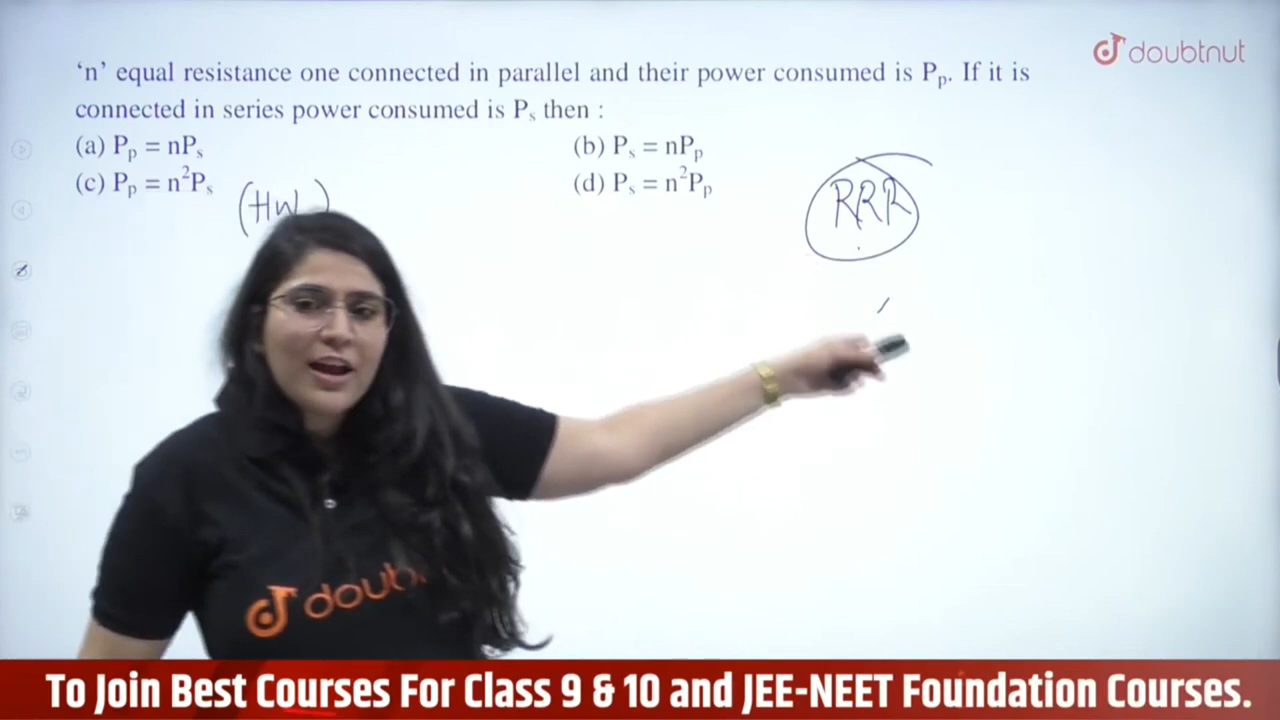 doubtnut
‘n’ equal resistance one connected in parallel and their power consumed is Pₚ. If it is
connected in series power consumed is Pₛ then :
(a) Pₚ = nPₛ
(b) Pₛ = nPₚ
(c) Pₚ = n²Pₛ
(d) Pₛ = n²Pₚ
(HW)
RRR
To Join Best Courses For Class 9 & 10 and JEE-NEET Foundation Courses.